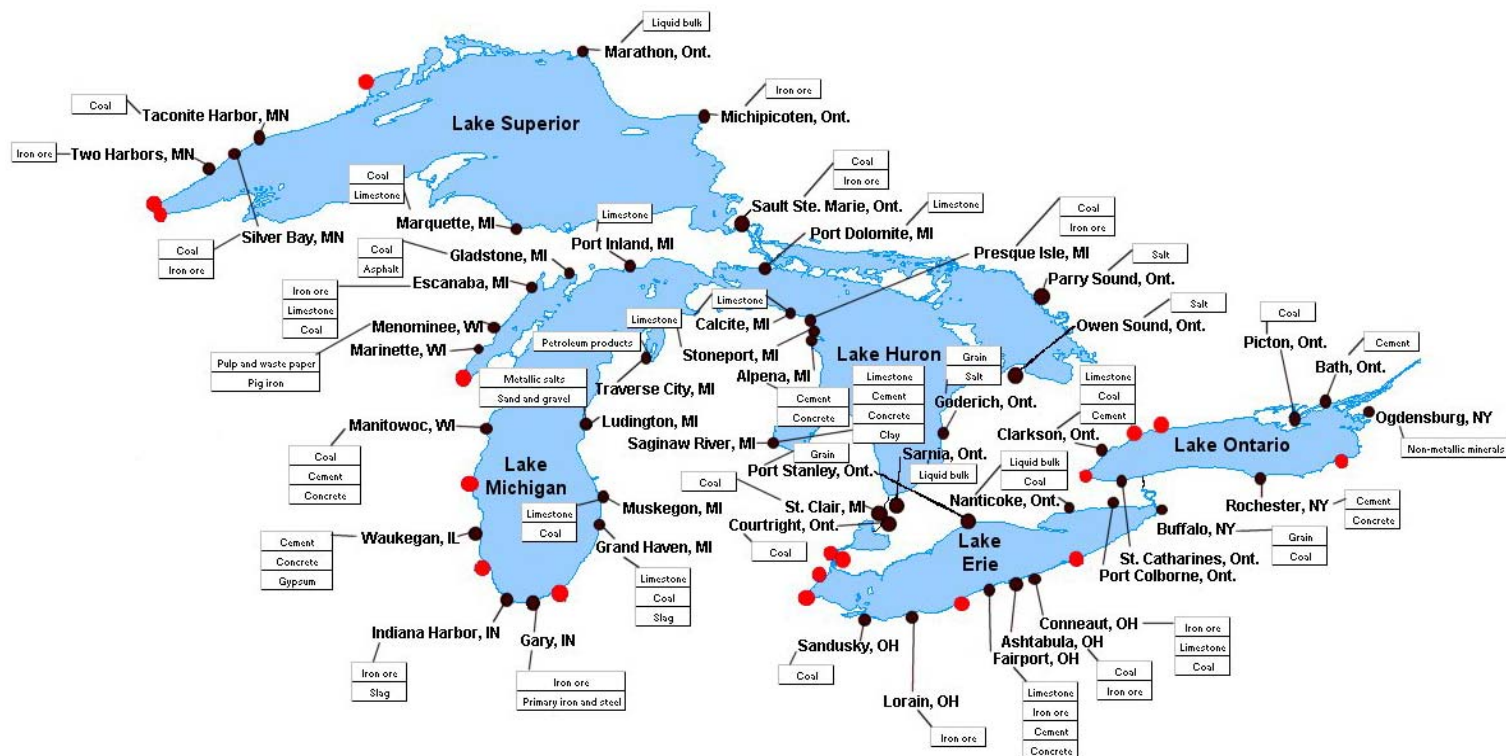 Liquid bulk
Marathon, Ont.
Iron ore
Michipicoten, Ont.
Coal
Taconite Harbor, MN
Lake Superior
Iron ore
Two Harbors, MN
Coal
Limestone
Marquette, MI
Coal
Iron ore
Sault Ste. Marie, Ont.
Limestone
Port Dolomite, MI
Coal
Iron ore
Presque Isle, MI
Silver Bay, MN
Coal
Iron ore
Limestone
Port Inland, MI
Coal
Asphalt
Gladstone, MI
Salt
Parry Sound, Ont.
Iron ore
Limestone
Coal
Escanaba, MI
Limestone
Calcite, MI
Salt
Owen Sound, Ont.
Menominee, WI
Pulp and waste paper
Pig iron
Marinette, WI
Petroleum products
Traverse City, MI
Limestone
Stoneport, MI
Lake Huron
Alpena, MI
Cement
Concrete
Grain
Salt
Goderich, Ont.
Coal
Picton, Ont.
Cement
Bath, Ont.
Metallic salts
Sand and gravel
Ludington, MI
Limestone
Cement
Concrete
Clay
Saginaw River, MI
Limestone
Coal
Cement
Clarkson, Ont.
Lake Ontario
Ogdensburg, NY
Non-metallic minerals
Manitowoc, WI
Coal
Cement
Concrete
Lake
Michigan
Grain
Port Stanley, Ont.
Sarnia, Ont.
Liquid bulk
Liquid bulk
Coal
Nanticoke, Ont.
Coal
St. Clair, MI
Courtright, Ont.
Coal
Limestone
Coal
Muskegon, MI
Rochester, NY
Cement
Concrete
Buffalo, NY
Grain
Coal
St. Catharines, Ont.
Port Colborne, Ont.
Waukegan, IL
Cement
Concrete
Gypsum
Grand Haven, MI
Limestone
Coal
Slag
Lake
Erie
Indiana Harbor, IN
Iron ore
Slag
Gary, IN
Iron ore
Primary iron and steel
Sandusky, OH
Coal
Lorain, OH
Iron ore
Conneaut, OH
Iron ore
Limestone
Coal
Ashtabula, OH
Coal
Iron ore
Fairport, OH
Limestone
Iron ore
Cement
Concrete